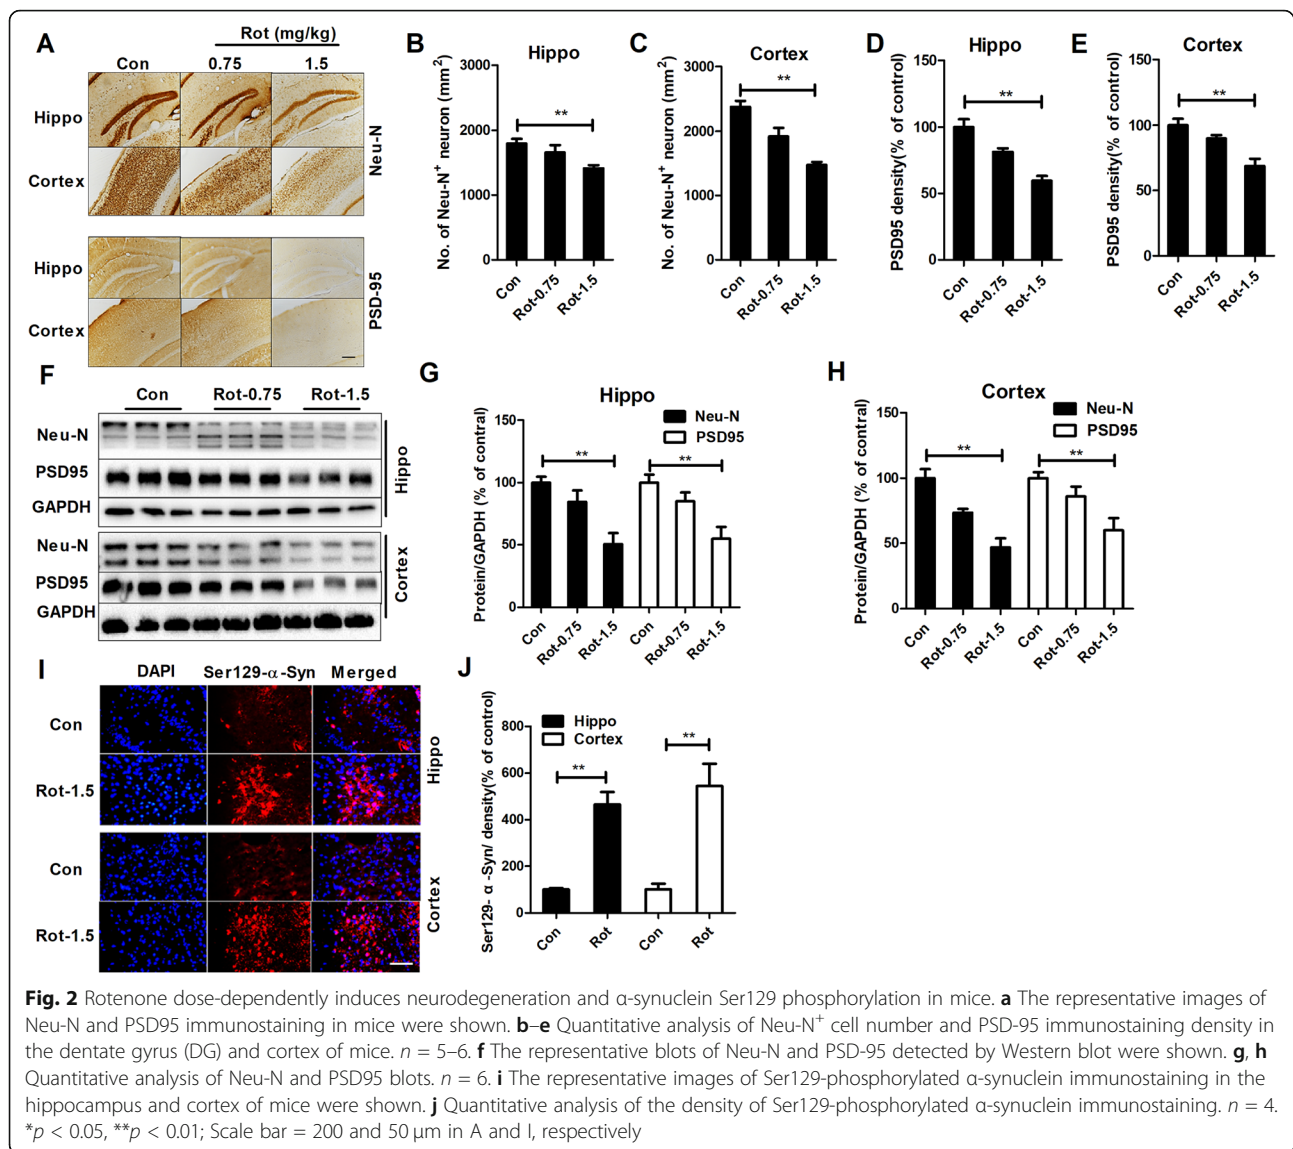 A
Rot (mg/kg)
Con 0.75 1.5
Hippo
Cortex
Neu-N
Hippo
Cortex
PSD-95
B
Hippo
No. of Neu-N+ neuron (mm2)
3000
2000
1000
0
**
Con Rot-0.75 Rot-1.5
C
Cortex
No. of Neu-N+ neuron (mm2)
3000
2000
1000
0
**
Con Rot-0.75 Rot-1.5
D
Hippo
PSD95 density(% of control)
150
100
50
0
**
Con Rot-0.75 Rot-1.5
E
Cortex
PSD95 density(% of control)
150
100
50
0
**
Con Rot-0.75 Rot-1.5
F
Con Rot-0.75 Rot-1.5
Neu-N
PSD95
GAPDH
Hippo
Neu-N
PSD95
GAPDH
Cortex
G
Hippo
Neu-N
PSD95
Protein/GAPDH (% of contral)
150
100
50
0
** **
Con Rot-0.75 Rot-1.5 Con Rot-0.75 Rot-1.5
H
Cortex
Neu-N
PSD95
Protein/GAPDH (% of control)
150
100
50
0
** **
Con Rot-0.75 Rot-1.5 Con Rot-0.75 Rot-1.5
I
DAPI Ser129-α-Syn Merged
Con
Rot-1.5
Hippo
Con
Rot-1.5
Cortex
J
Hippo
Cortex
Ser129- α -Syn/ density(% of control)
800
600
400
200
0
** **
Con Rot Con Rot
Fig. 2 Rotenone dose-dependently induces neurodegeneration and α-synuclein Ser129 phosphorylation in mice. a The representative images of
Neu-N and PSD95 immunostaining in mice were shown. b–e Quantitative analysis of Neu-N+ cell number and PSD-95 immunostaining density in
the dentate gyrus (DG) and cortex of mice. n = 5–6. f The representative blots of Neu-N and PSD-95 detected by Western blot were shown. g, h
Quantitative analysis of Neu-N and PSD95 blots. n = 6. i The representative images of Ser129-phosphorylated α-synuclein immunostaining in the
hippocampus and cortex of mice were shown. j Quantitative analysis of the density of Ser129-phosphorylated α-synuclein immunostaining. n = 4.
*p < 0.05, **p < 0.01; Scale bar = 200 and 50 μm in A and I, respectively